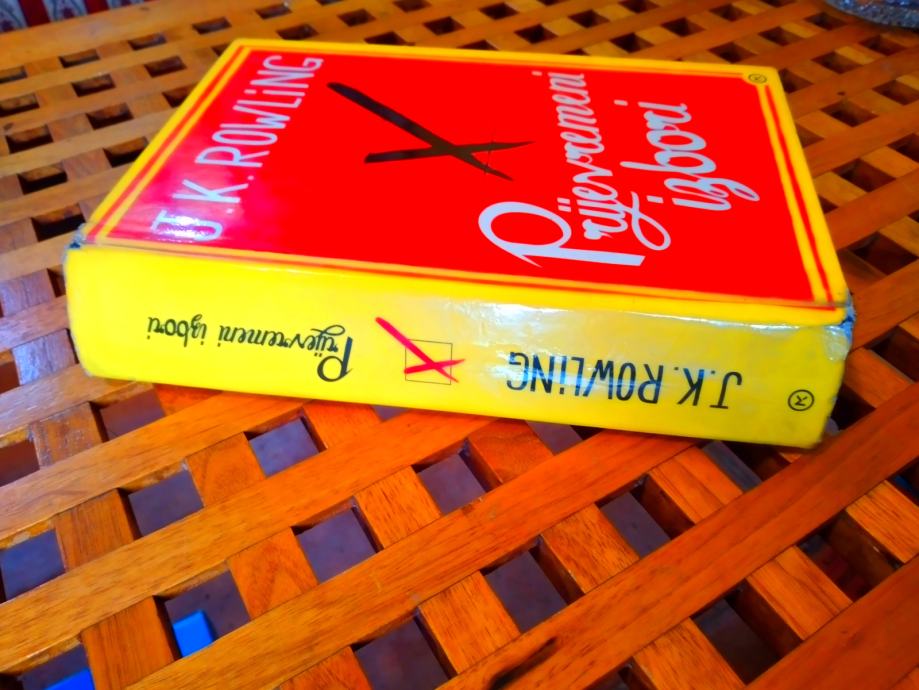 J.K. ROWLING
Prijevremeni
izbori
J.K. ROWLING
Prijevremeni izbori